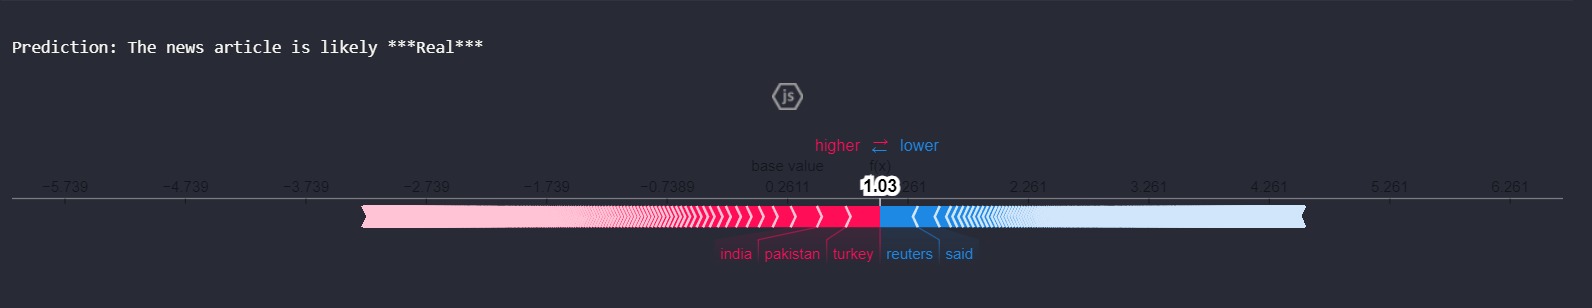 Prediction: The news article is likely ***Real***
js
higher lower
base value f(x)
−5.739 −4.739 −3.739 −2.739 −1.739 −0.7389 0.2611 1.03 2.261 3.261 4.261 5.261 6.261
india pakistan turkey reuters said